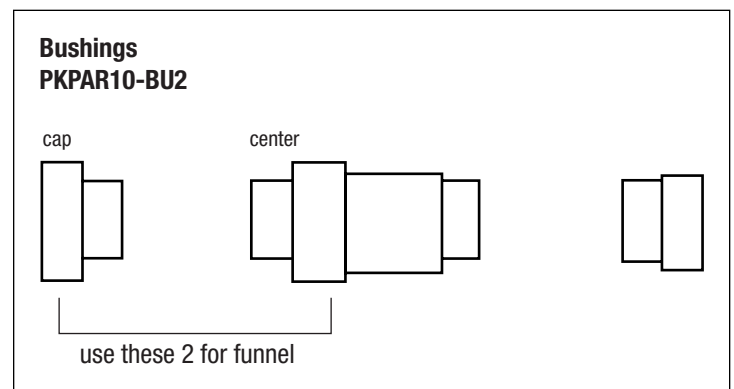 Bushings
PKPAR10-BU2
cap
center
use these 2 for funnel